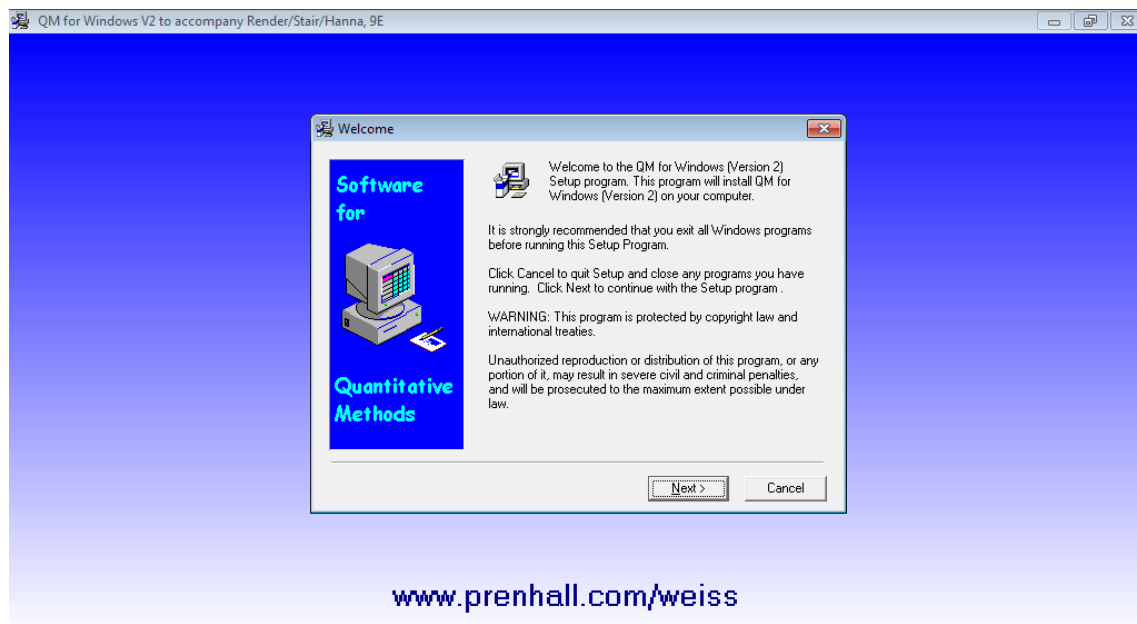 QM for Windows V2 to accompany Render/Stair/Hanna, 9E
Welcome
Software
for
Quantitative
Methods
Welcome to the QM for Windows (Version 2)
Setup program. This program will install QM for
Windows (Version 2) on your computer.
It is strongly recommended that you exit all Windows programs
before running this Setup Program.
Click Cancel to quit Setup and close any programs you have
running. Click Next to continue with the Setup program .
WARNING: This program is protected by copyright law and
international treaties.
Unauthorized reproduction or distribution of this program, or any
portion of it, may result in severe civil and criminal penalties,
and will be prosecuted to the maximum extent possible under
law.
Next >
Cancel
www.prenhall.com/weiss